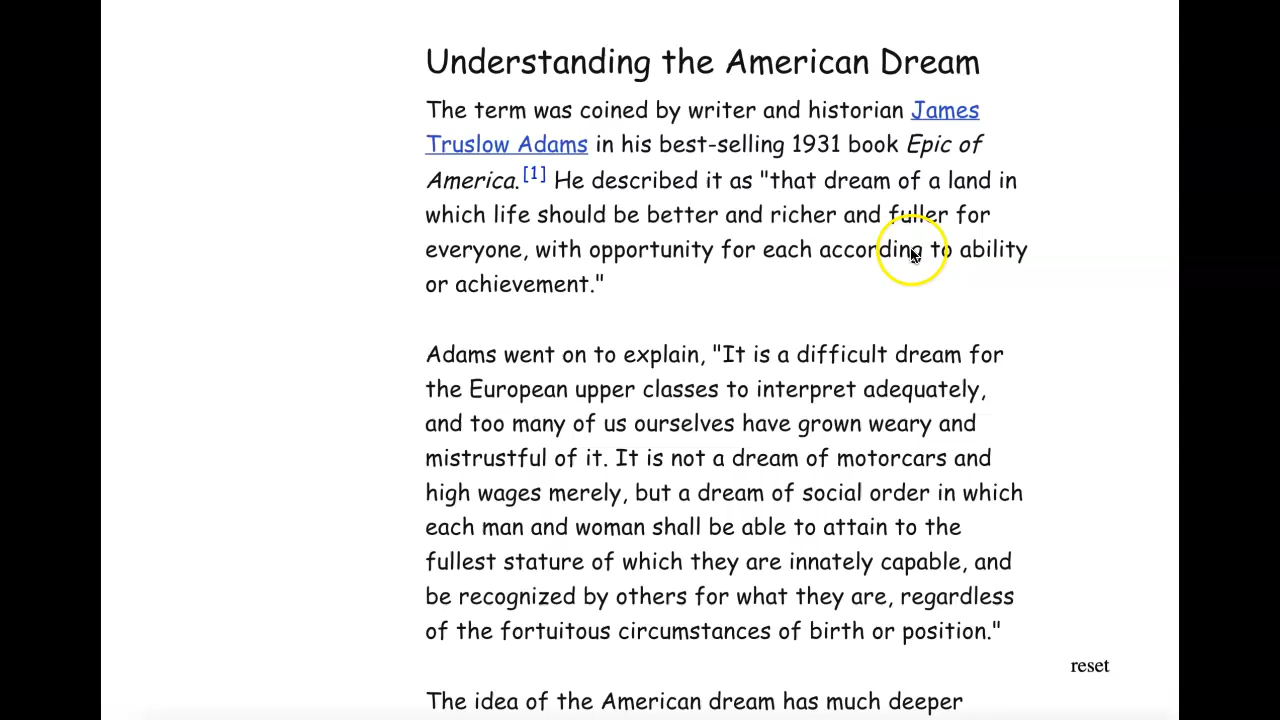 Understanding the American Dream
The term was coined by writer and historian James
Truslow Adams in his best-selling 1931 book Epic of
America.[1] He described it as "that dream of a land in
which life should be better and richer and fuller for
everyone, with opportunity for each according to ability
or achievement."
Adams went on to explain, "It is a difficult dream for
the European upper classes to interpret adequately,
and too many of us ourselves have grown weary and
mistrustful of it. It is not a dream of motorcars and
high wages merely, but a dream of social order in which
each man and woman shall be able to attain to the
fullest stature of which they are innately capable, and
be recognized by others for what they are, regardless
of the fortuitous circumstances of birth or position."
reset
The idea of the American dream has much deeper